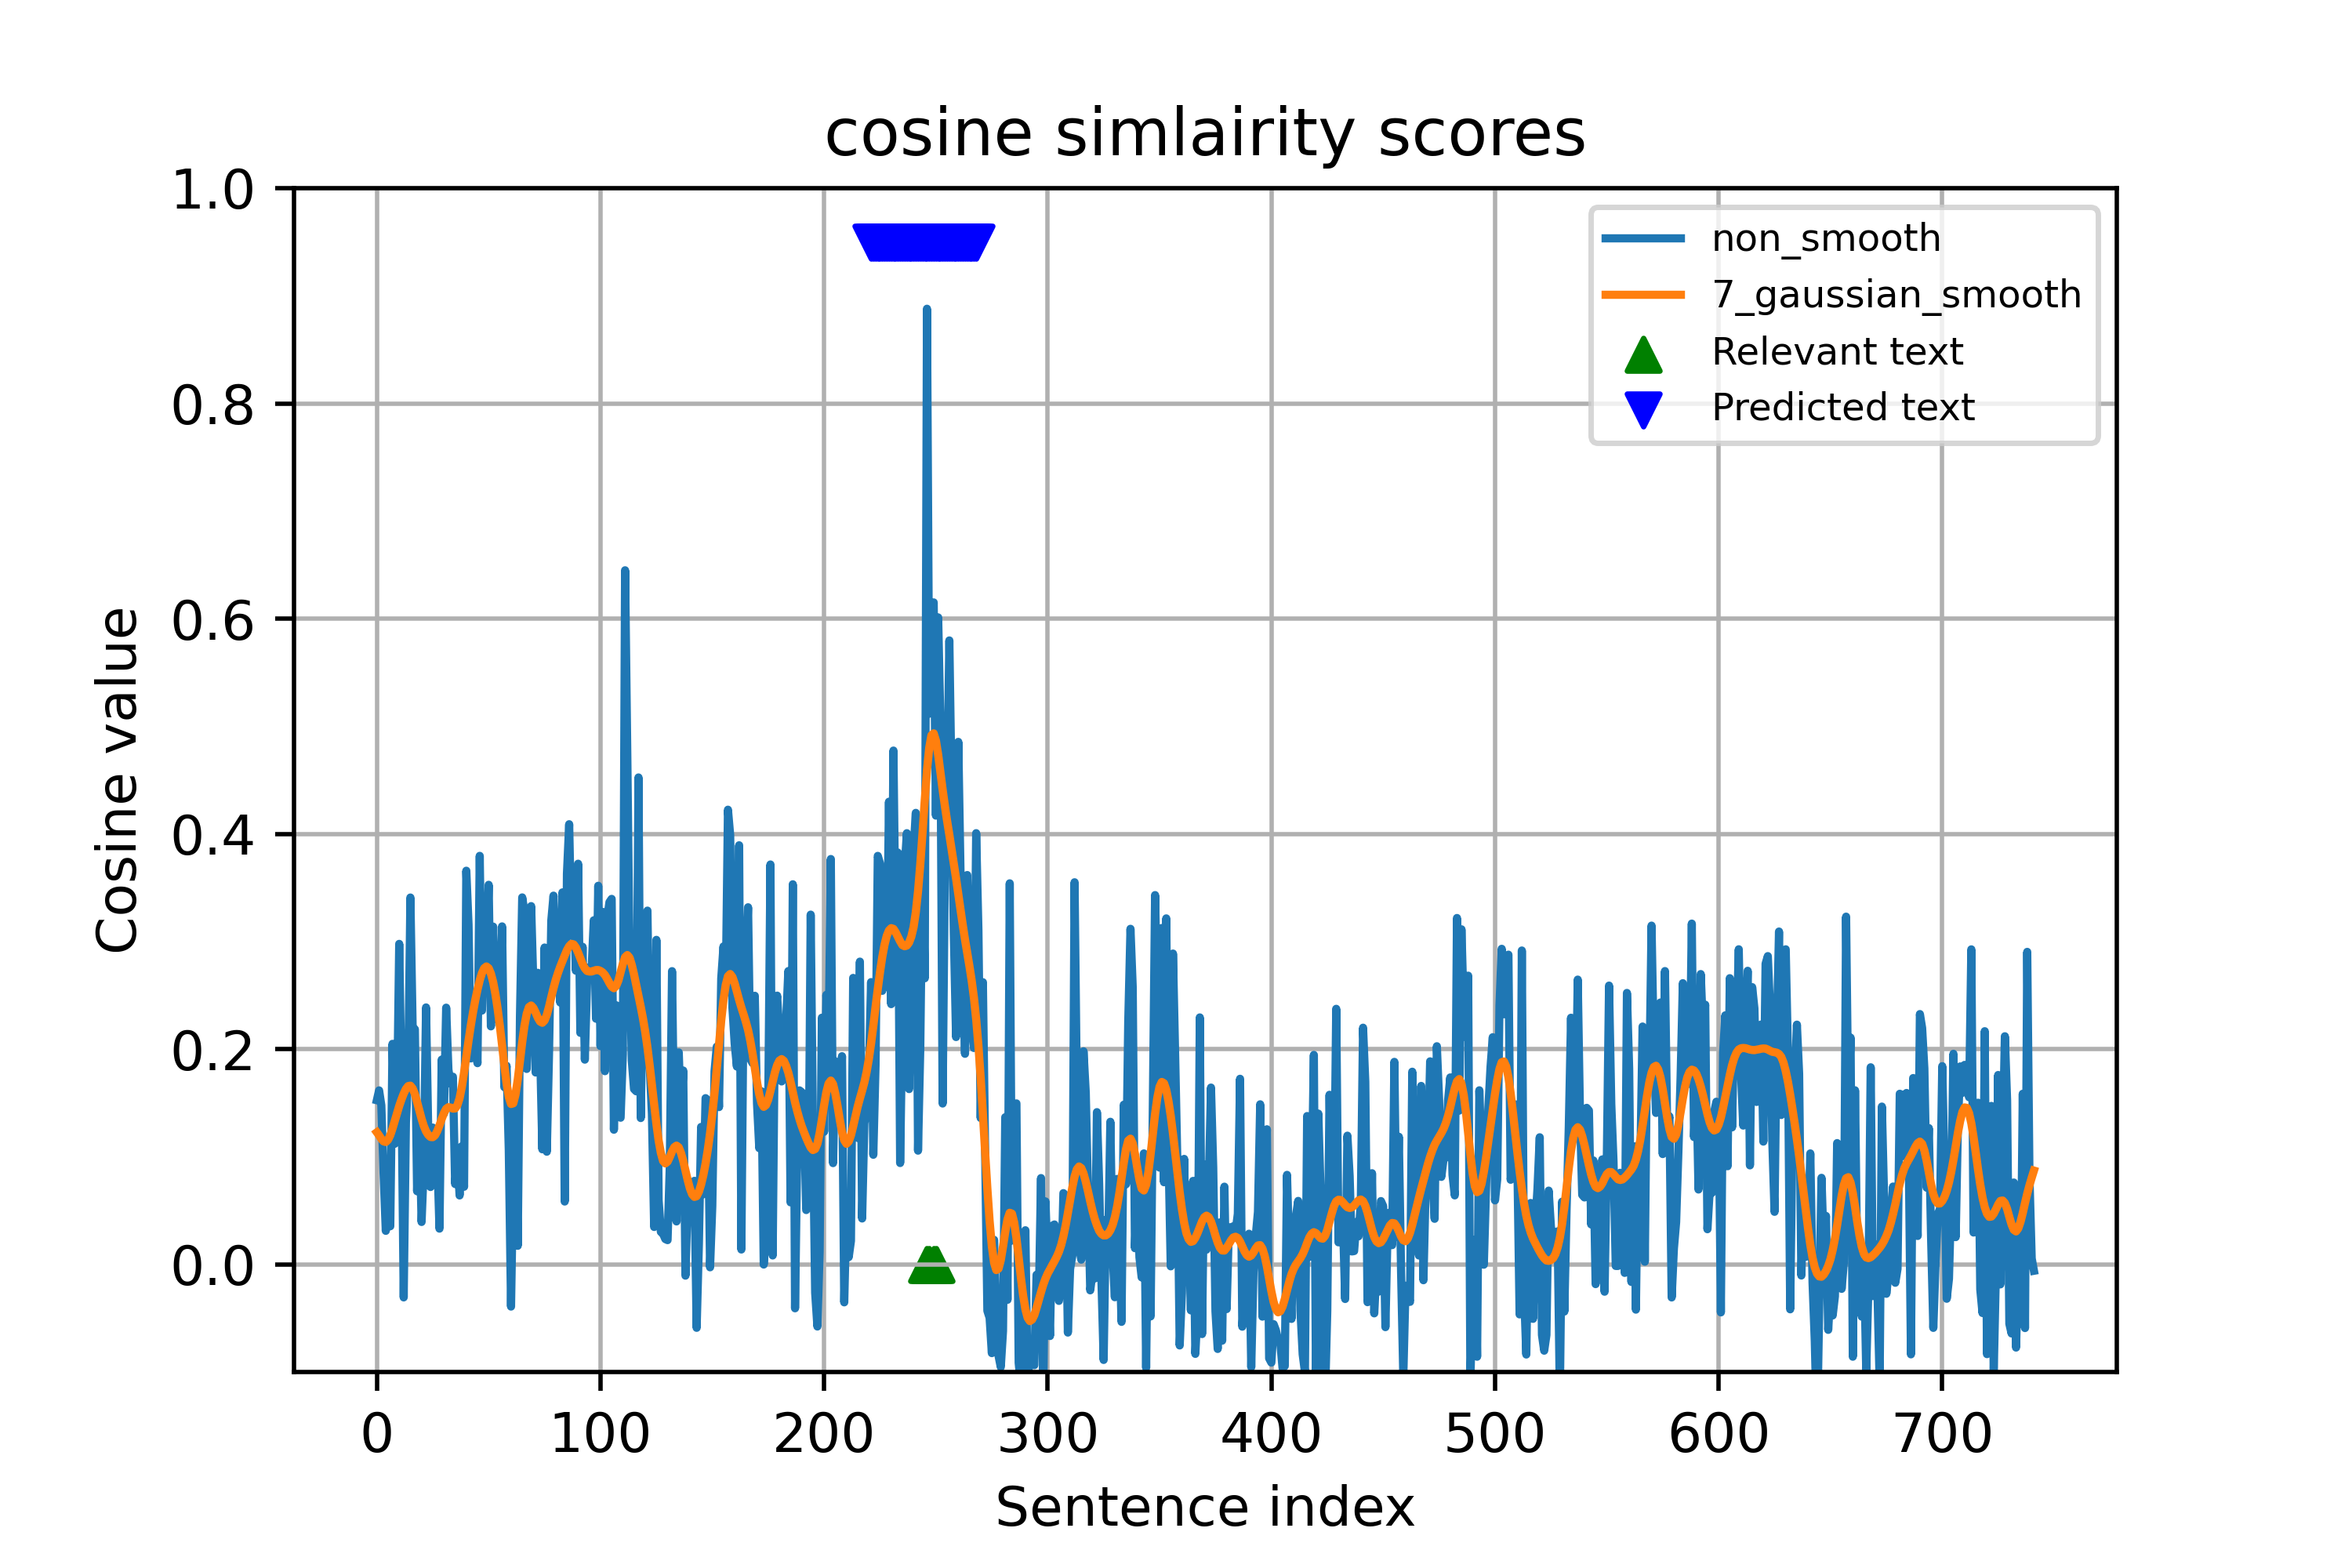 cosine simlairity scores
1.0
0.8
0.6
0.4
0.2
0.0
Cosine value
non_smooth
7_gaussian_smooth
Relevant text
Predicted text
0 100 200 300 400 500 600 700
Sentence index